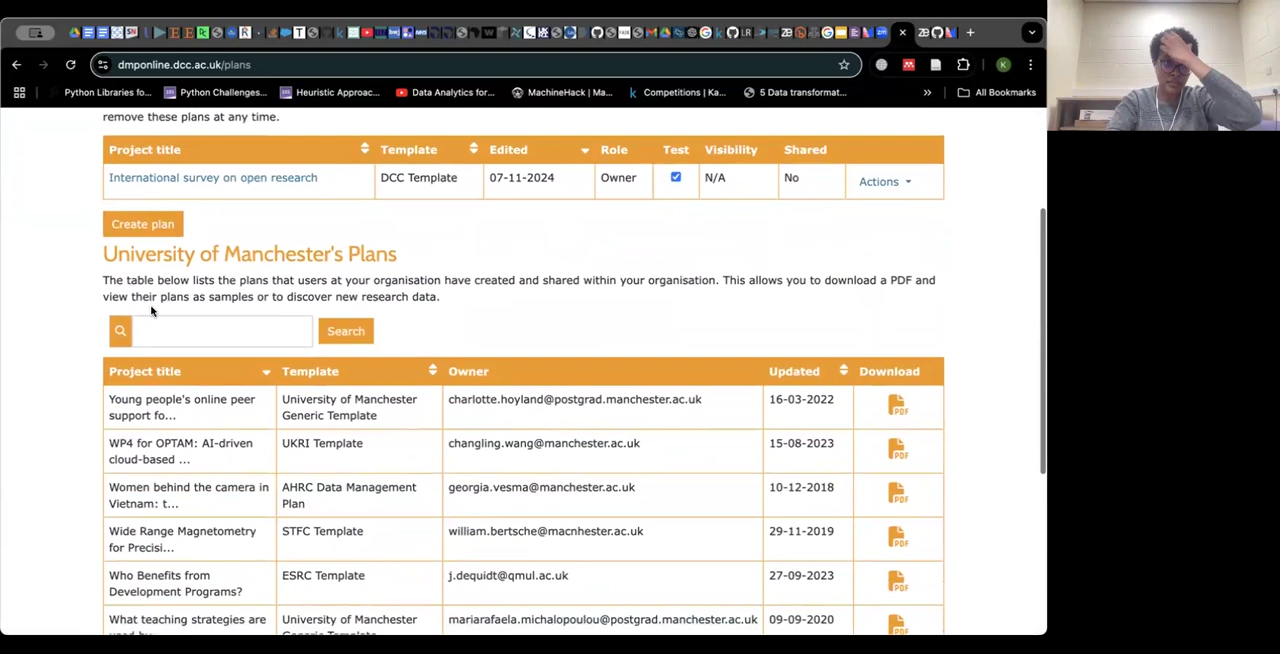 dmponline.dcc.ac.uk/plans
K
Python Libraries fo...
Python Challenges...
Heuristic Approac...
Data Analytics for...
MachineHack | Ma...
Competitions | Ka...
5 Data transformat...
»
All Bookmarks
remove these plans at any time.
Project title Template Edited Role Test Visibility Shared
International survey on open research DCC Template 07-11-2024 Owner N/A No Actions
Create plan
University of Manchester's Plans
The table below lists the plans that users at your organisation have created and shared within your organisation. This allows you to download a PDF and
view their plans as samples or to discover new research data.
Search
Project title Template Owner Updated Download
Young people's online peer University of Manchester charlotte.hoyland@postgrad.manchester.ac.uk 16-03-2022 PDF
support fo... Generic Template
WP4 for OPTAM: AI-driven UKRI Template changling.wang@manchester.ac.uk 15-08-2023 PDF
cloud-based ...
Women behind the camera in AHRC Data Management georgia.vesma@manchester.ac.uk 10-12-2018 PDF
Vietnam: t... Plan
Wide Range Magnetometry STFC Template william.bertsche@macnhester.ac.uk 29-11-2019 PDF
for Precisi...
Who Benefits from ESRC Template j.dequidt@qmul.ac.uk 27-09-2023 PDF
Development Programs?
What teaching strategies are University of Manchester mariarafaela.michalopoulou@postgrad.manchester.ac.uk 09-09-2020 PDF